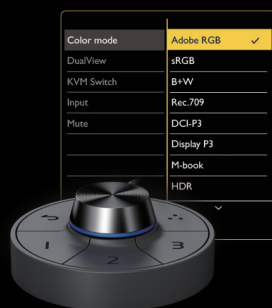 Color mode
Adobe RGB
DualView
sRGB
KVM Switch
B+W
Input
Rec.709
Mute
DCI-P3
Display P3
M-book
HDR
1
2
3